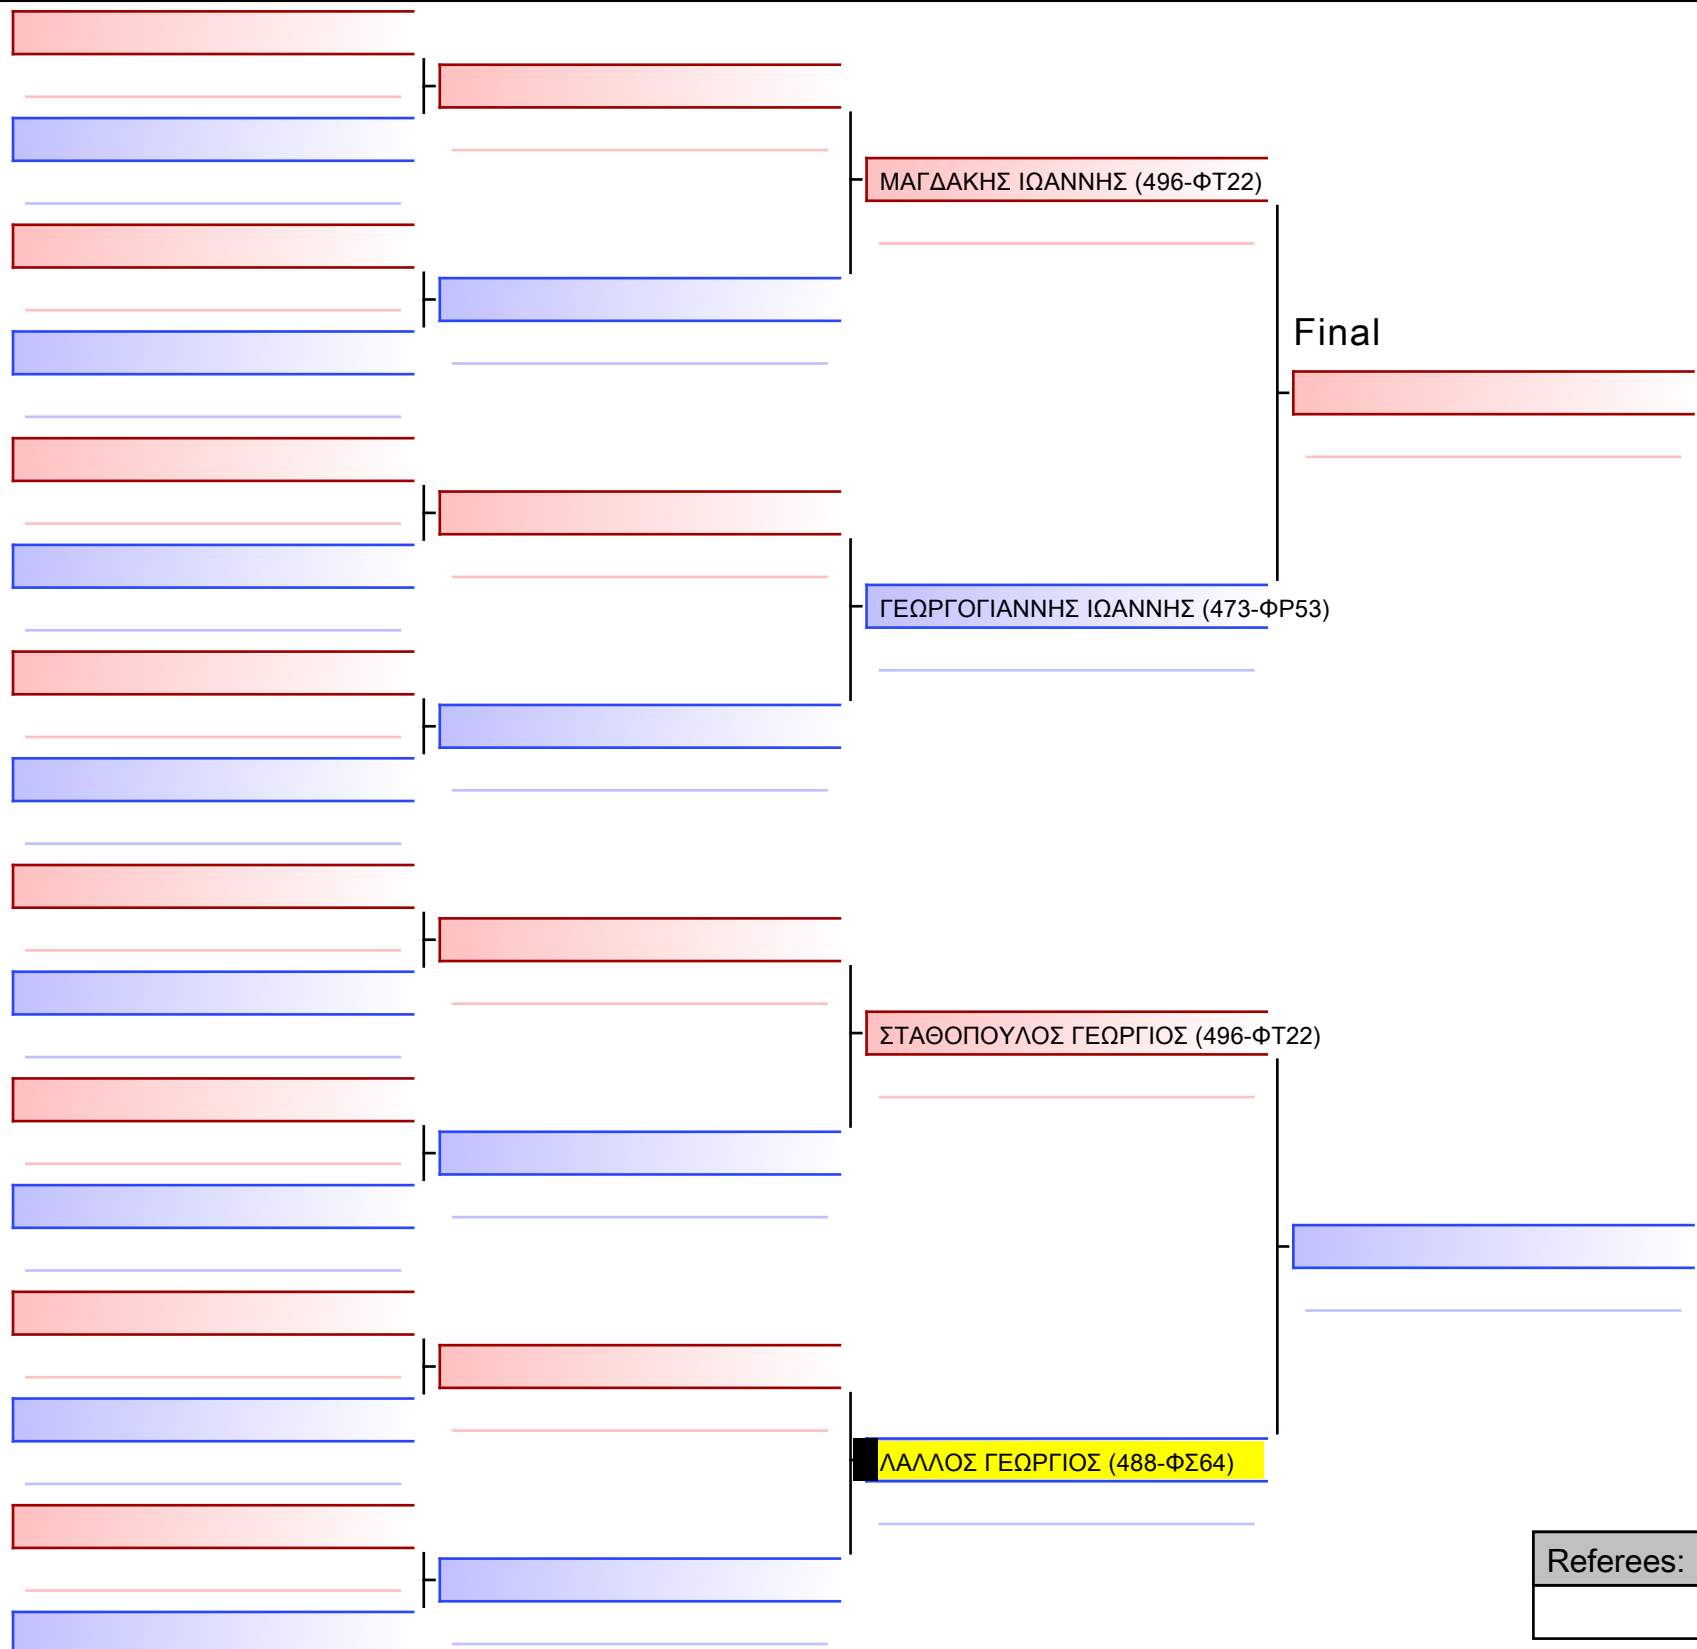 ΜΑΓΔΑΚΗΣ ΙΩΑΝΝΗΣ (496-ΦΤ22)
Final
ΓΕΩΡΓΟΓΙΑΝΝΗΣ ΙΩΑΝΝΗΣ (473-ΦΡ53)
ΣΤΑΘΟΠΟΥΛΟΣ ΓΕΩΡΓΙΟΣ (496-ΦΤ22)
ΛΑΛΛΟΣ ΓΕΩΡΓΙΟΣ (488-ΦΣ64)
Referees: